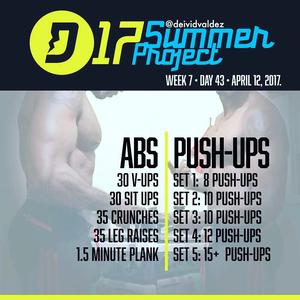 @deividvaldez
D17 Summer
Project
WEEK 7 • DAY 43 • APRIL 12, 2017.
ABS
30 V-UPS
30 SIT UPS
35 CRUNCHES
35 LEG RAISES
1.5 MINUTE PLANK
PUSH-UPS
SET 1: 8 PUSH-UPS
SET 2: 10 PUSH-UPS
SET 3: 10 PUSH-UPS
SET 4: 12 PUSH-UPS
SET 5: 15+ PUSH-UPS